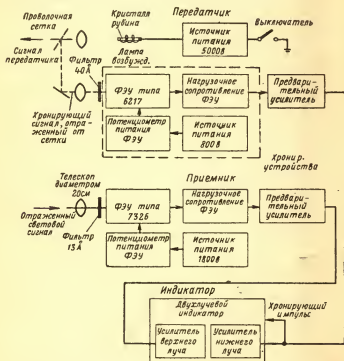 Проволочная
сетка
Сигнал
передатчика
Кристалл
рубина
Лампа
возбужд.
Передатчик
Источник
питания
5000В
Выключатель
Фильтр
40Å
Хронирующий
сигнал, отра-
женный от
сетки
ФЭУ типа
6217
Нагрузочное
сопротивление
ФЭУ
Предвари-
тельный
усилитель
Потенциометр
питания
ФЭУ
Источник
питания
800В
Хронир.
устройства
Приемник
Телескоп
диаметром
20см
Отраженный
световой
сигнал
Фильтр
13Å
ФЭУ типа
7326
Нагрузочное
сопротивление
ФЭУ
Предвари-
тельный
усилитель
Потенциометр
питания
ФЭУ
Источник
питания
1800В
Индикатор
Двухлучевой
индикатор
Хронирующий
импульс
Усилитель
верхнего
луча
Усилитель
нижнего
луча